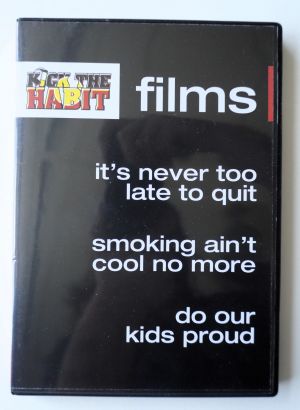 KICK THE
HABIT
films
it's never too
late to quit
smoking ain't
cool no more
do our
kids proud